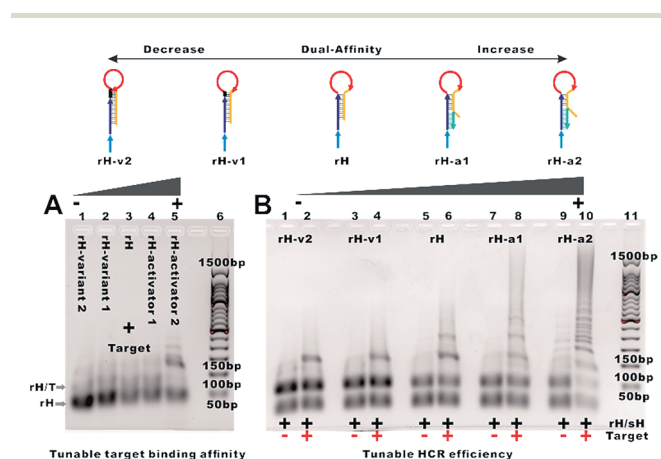 Decrease Dual-Affinity Increase
rH-v2 rH-v1 rH rH-a1 rH-a2
- +
- +
A
1 2 3 4 5 6
rH-variant 2
rH-variant 1
rH
rH-activator 1
rH-activator 2
+
Target
1500bp
150bp
100bp
50bp
rH/T
rH
Tunable target binding affinity
B
1 2 3 4 5 6 7 8 9 10 11
rH-v2 rH-v1 rH rH-a1 rH-a2
1500bp
150bp
100bp
50bp
+ + + + + + + + + + rH/sH
- + - + - + - + - + Target
Tunable HCR efficiency